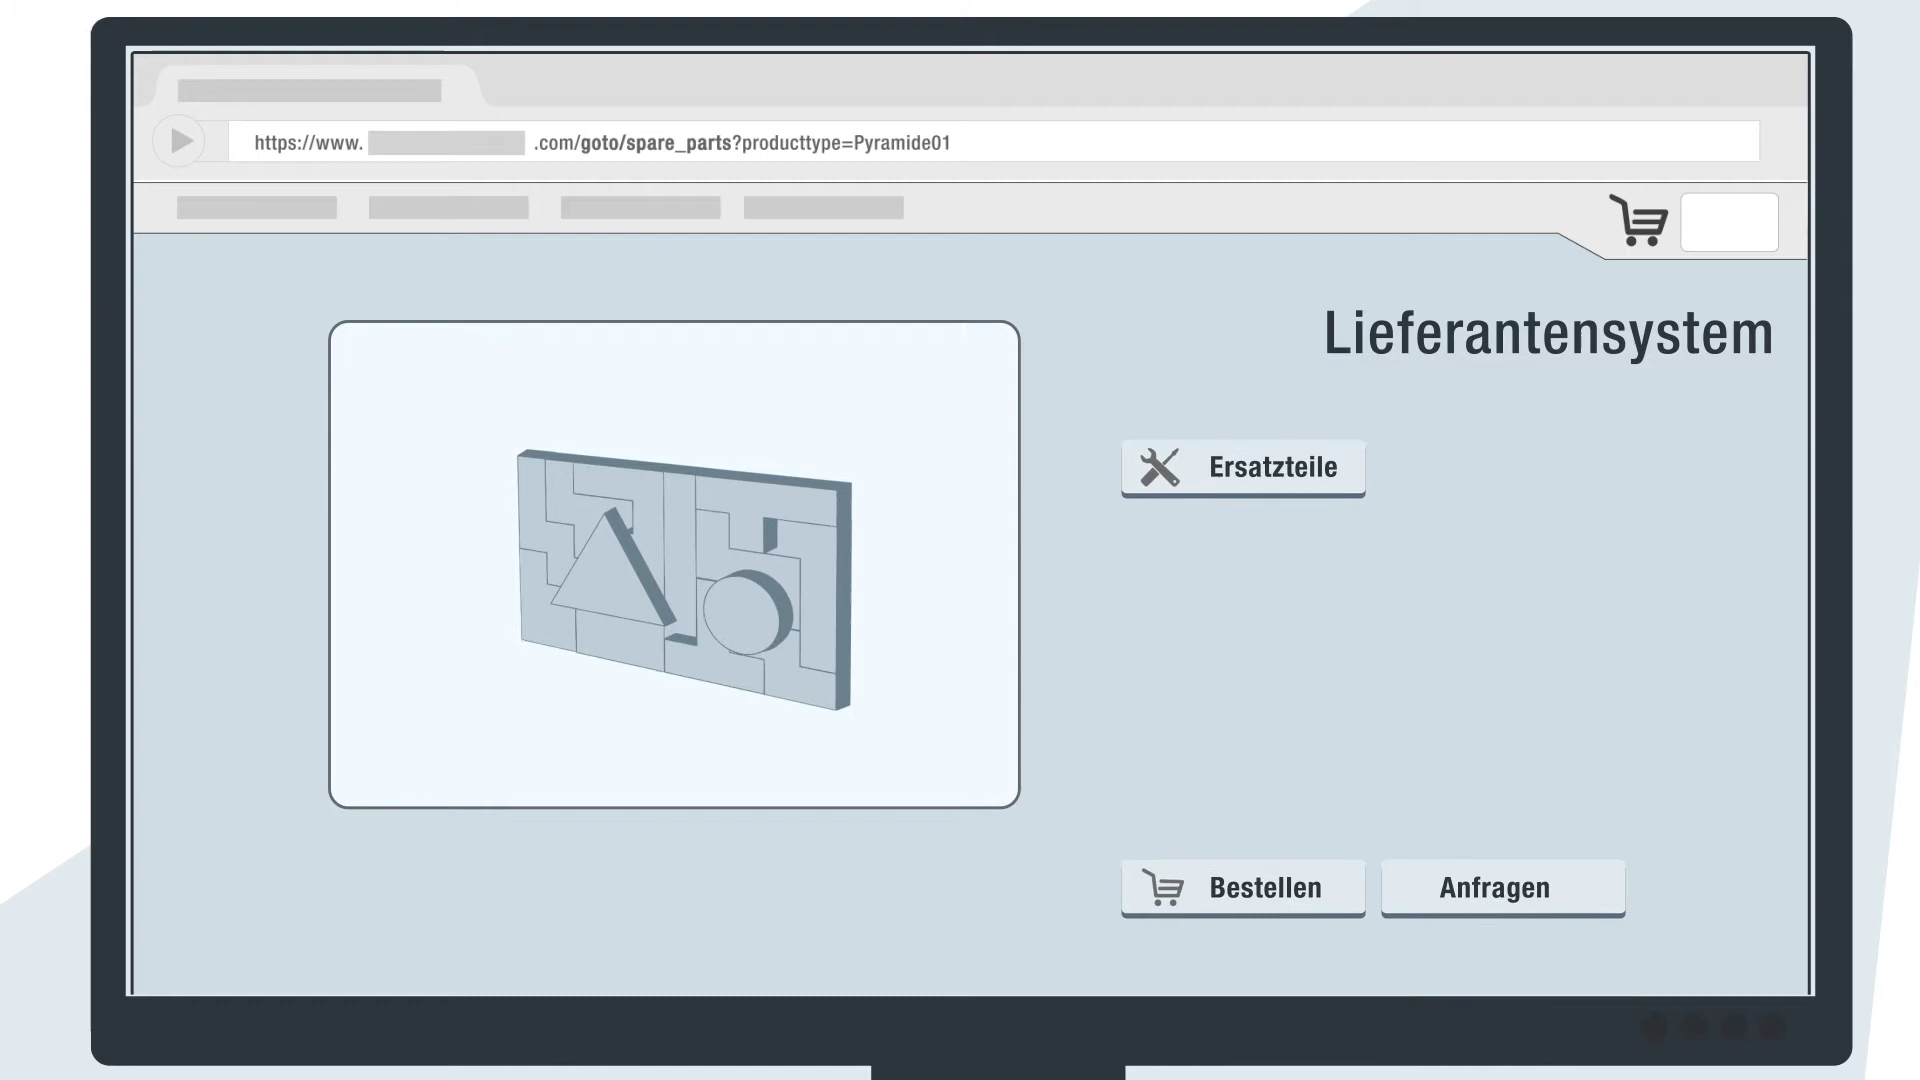 https://www. .com/goto/spare_parts?producttype=Pyramide01
Lieferantensystem
Ersatzteile
Bestellen
Anfragen